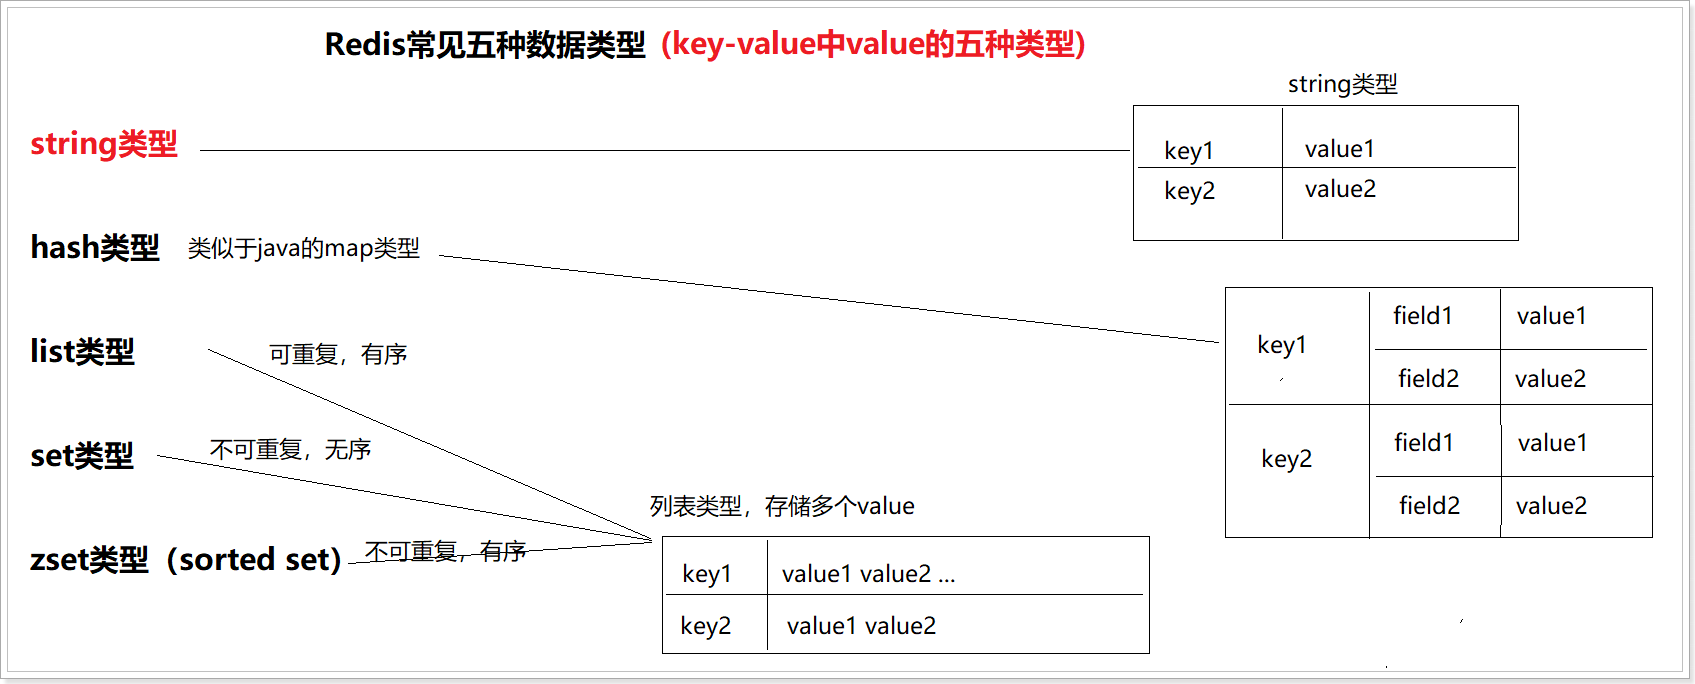 Redis常见五种数据类型 (key-value中value的五种类型)
string类型
string类型
key1 value1
key2 value2
hash类型 类似于java的map类型
key1
field1 value1
field2 value2
key2
field1 value1
field2 value2
list类型 可重复，有序
set类型 不可重复，无序
zset类型（sorted set） 不可重复，有序
列表类型，存储多个value
key1 value1 value2 ...
key2 value1 value2